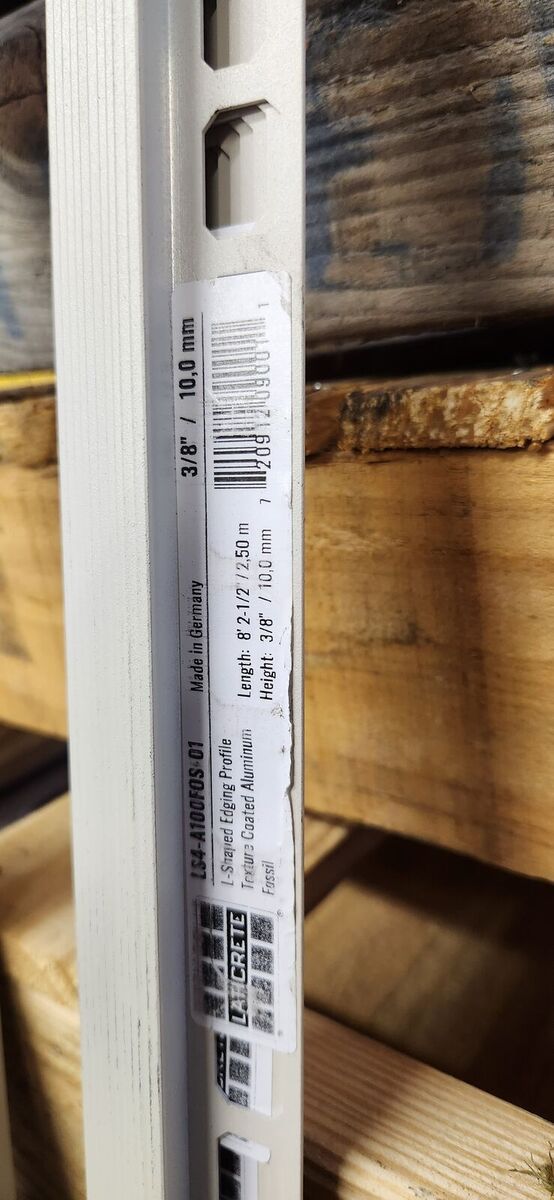 LS4-A100FOS-01 Made in Germany 3/8" / 10,0 mm
L-Shaped Edging Profile
Texture Coated Aluminum
Fossil
Length: 8' 2-1/2" / 2,50 m
Height: 3/8" / 10,0 mm
LATICRETE